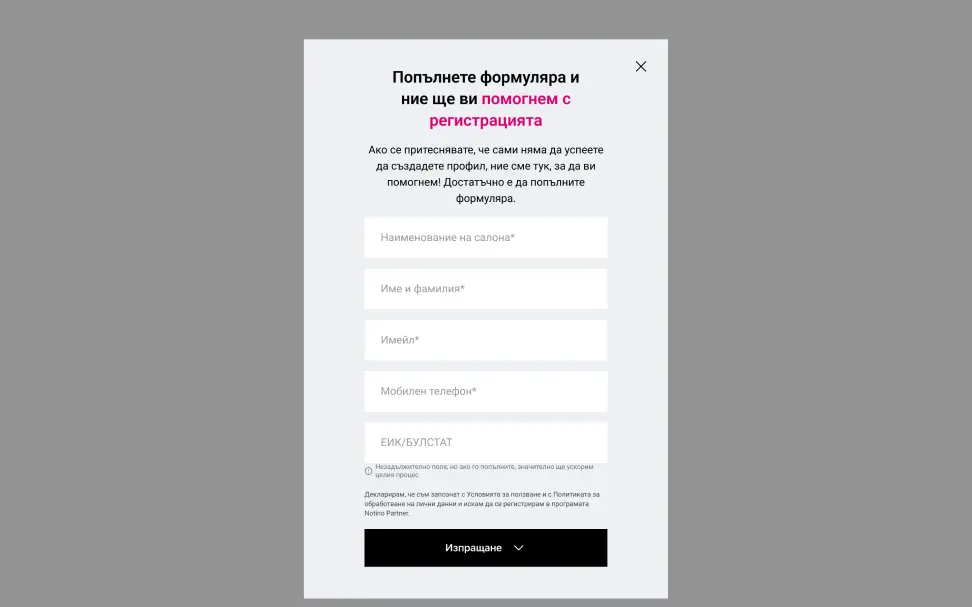 Попълнете формуляра и
ние ще ви помогнем с
регистрацията
Ако се притеснявате, че сами няма да успеете
да създадете профил, ние сме тук, за да ви
помогнем! Достатъчно е да попълните
формуляра.
Наименование на салона*
Име и фамилия*
Имейл*
Мобилен телефон*
ЕИК/БУЛСТАТ
Незадължително поле, но ако го попълните, значително ще ускорим
целия процес
Декларирам, че съм запознат с Условията за ползване и с Политиката за
обработване на лични данни и искам да се регистрирам в програмата
Notino Partner.
Изпращане